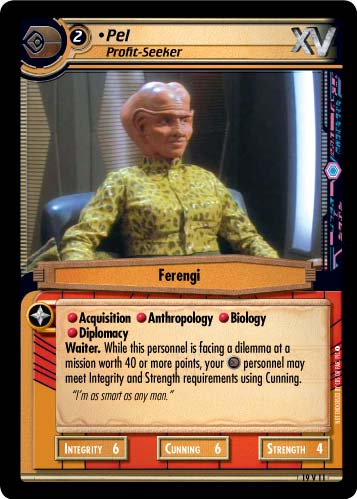 2
•Pel
Profit-Seeker
XV
Ferengi
Acquisition Anthropology Biology
Diplomacy
Waiter. While this personnel is facing a dilemma at a
mission worth 40 or more points, your personnel may
meet Integrity and Strength requirements using Cunning.
"I'm as smart as any man."
INTEGRITY 6 CUNNING 6 STRENGTH 4
19 V 11